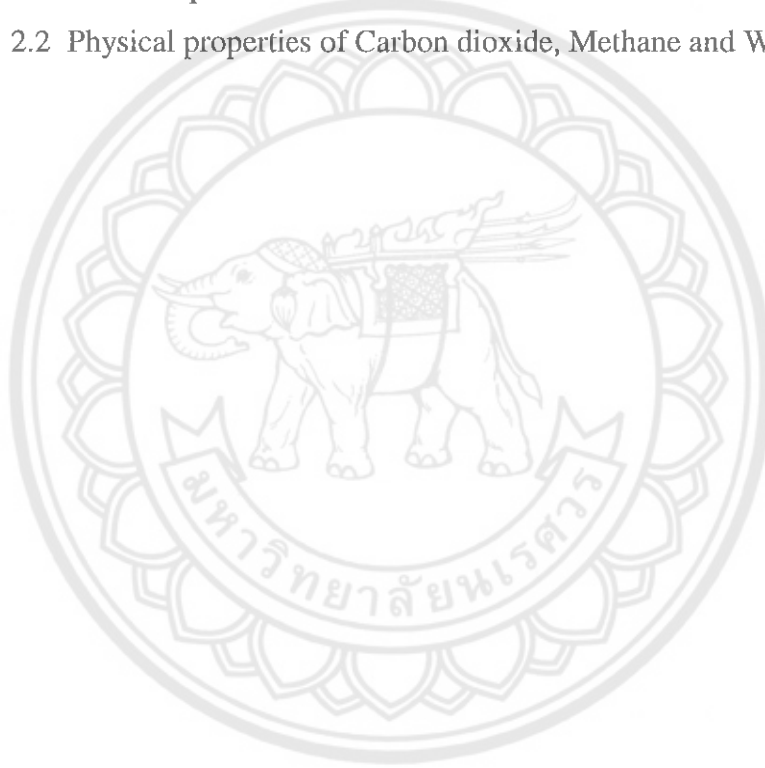 2.2 Physical properties of Carbon dioxide, Methane and W
มหาวิทยาลัยนเรศวร